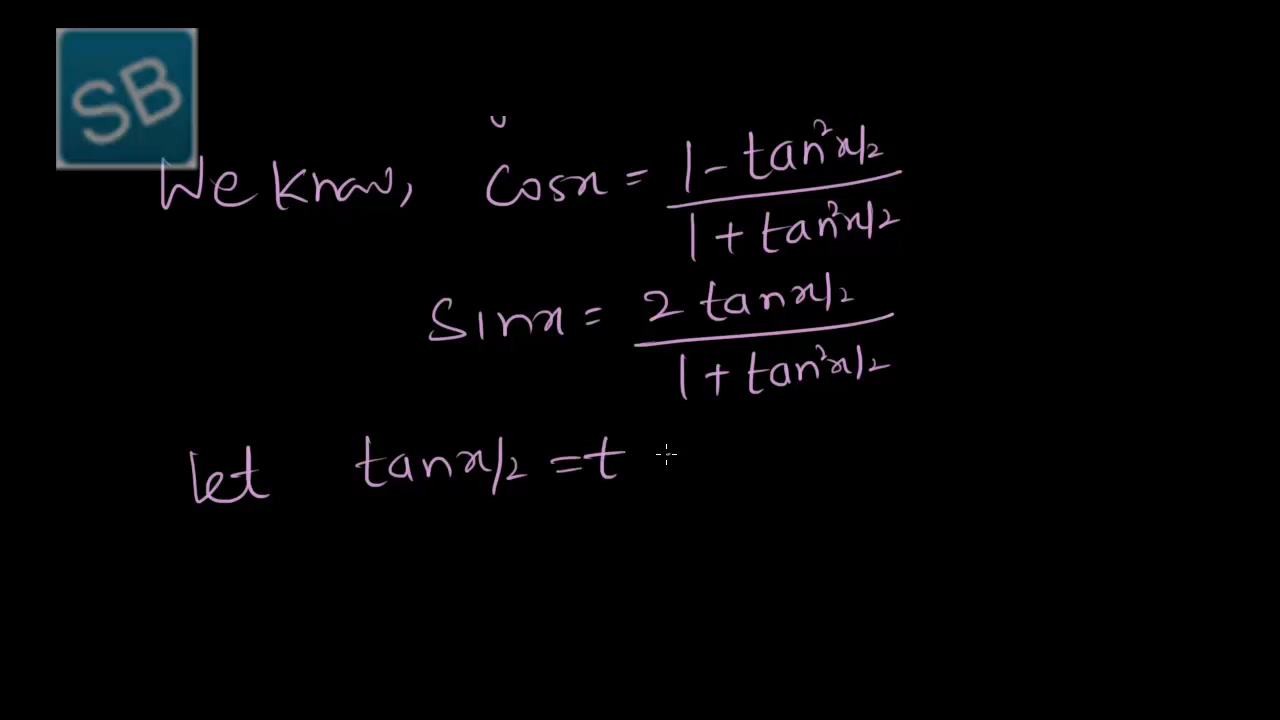 SB
We Know, Cosx = 1 - tan²x/2 / 1 + tan²x/2
Sinx = 2 tanx/2 / 1 + tan²x/2
let tanx/2 = t